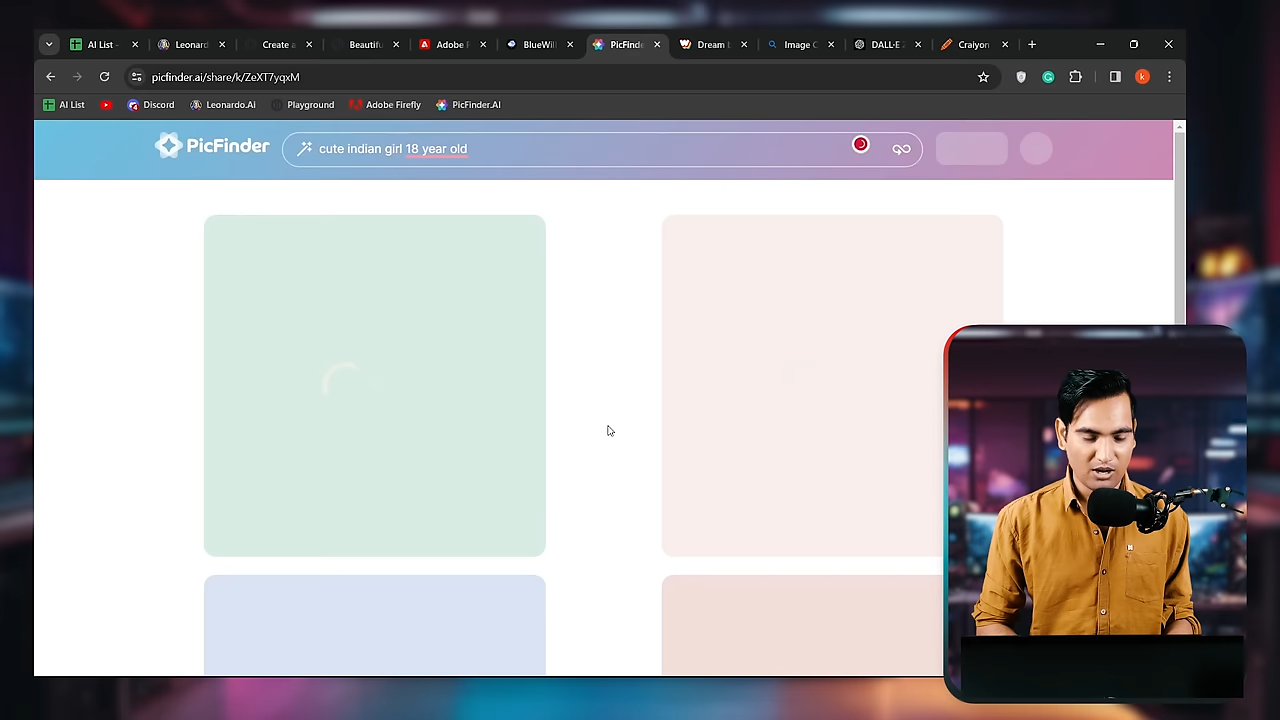 AI List -
Leonard
Create a
Beautifu
Adobe F
BlueWil
PicFinde
Dream L
Image C
DALL·E
Craiyon
picfinder.ai/share/k/ZeXT7yqxM
k
AI List
Discord
Leonardo.Ai
Playground
Adobe Firefly
PicFinder.AI
PicFinder
cute indian girl 18 year old